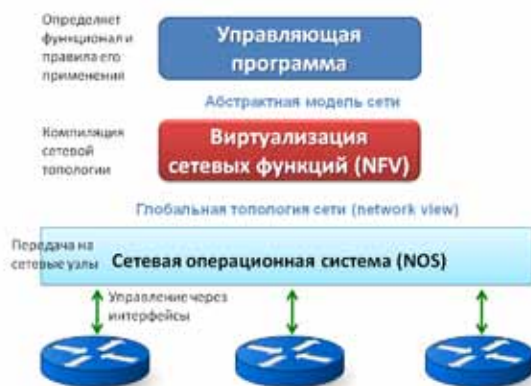 Определяет
функционал и
правила его
применения
Управляющая
программа
Абстрактная модель сети
Компиляция
сетевой
топологии
Виртуализация
сетевых функций (NFV)
Глобальная топология сети (network view)
Передача на
сетевые узлы
Сетевая операционная система (NOS)
Управление через
интерфейсы